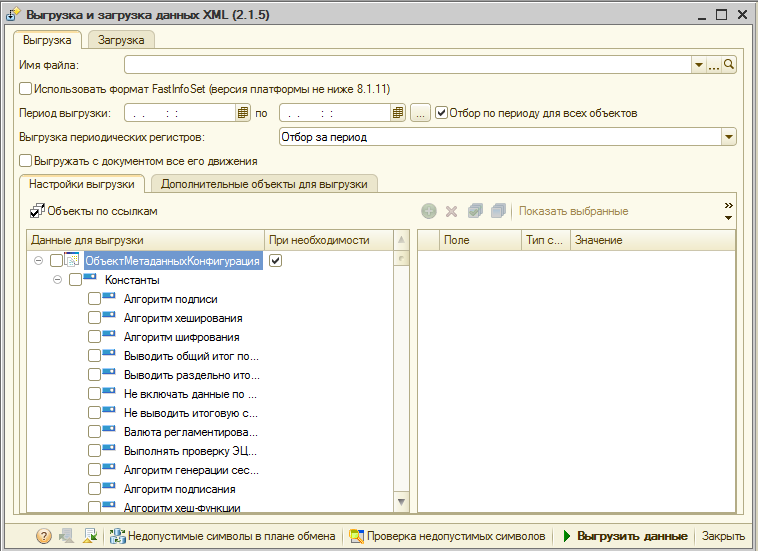 Выгрузка и загрузка данных XML (2.1.5)
Выгрузка Загрузка
Имя файла: ...
Использовать формат FastInfoSet (версия платформы не ниже 8.1.11)
Период выгрузки: . . : : по . . : : ... Отбор по периоду для всех объектов
Выгрузка периодических регистров: Отбор за период
Выгружать с документом все его движения
Настройки выгрузки Дополнительные объекты для выгрузки
Объекты по ссылкам Показать выбранные
Данные для выгрузки При необходимости Поле Тип с... Значение
ОбъектМетаданныхКонфигурация
Константы
Алгоритм подписи
Алгоритм хеширования
Алгоритм шифрования
Выводить общий итог по...
Выводить раздельно ито...
Не включать данные по ...
Не выводить итоговую с...
Валюта регламентирова...
Выполнять проверку ЭЦ...
Алгоритм генерации сес...
Алгоритм подписания
Алгоритм хеш-функции
Недопустимые символы в плане обмена Проверка недопустимых символов Выгрузить данные Закрыть